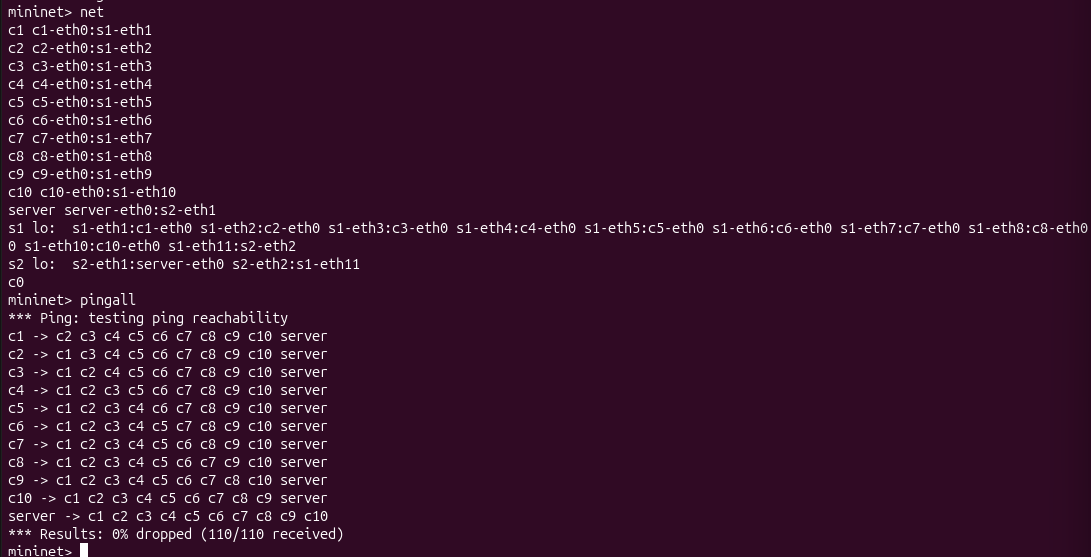 mininet> net
c1 c1-eth0:s1-eth1
c2 c2-eth0:s1-eth2
c3 c3-eth0:s1-eth3
c4 c4-eth0:s1-eth4
c5 c5-eth0:s1-eth5
c6 c6-eth0:s1-eth6
c7 c7-eth0:s1-eth7
c8 c8-eth0:s1-eth8
c9 c9-eth0:s1-eth9
c10 c10-eth0:s1-eth10
server server-eth0:s2-eth1
s1 lo:  s1-eth1:c1-eth0 s1-eth2:c2-eth0 s1-eth3:c3-eth0 s1-eth4:c4-eth0 s1-eth5:c5-eth0 s1-eth6:c6-eth0 s1-eth7:c7-eth0 s1-eth8:c8-eth0
0 s1-eth10:c10-eth0 s1-eth11:s2-eth2
s2 lo:  s2-eth1:server-eth0 s2-eth2:s1-eth11
c0
mininet> pingall
*** Ping: testing ping reachability
c1 -> c2 c3 c4 c5 c6 c7 c8 c9 c10 server
c2 -> c1 c3 c4 c5 c6 c7 c8 c9 c10 server
c3 -> c1 c2 c4 c5 c6 c7 c8 c9 c10 server
c4 -> c1 c2 c3 c5 c6 c7 c8 c9 c10 server
c5 -> c1 c2 c3 c4 c6 c7 c8 c9 c10 server
c6 -> c1 c2 c3 c4 c5 c7 c8 c9 c10 server
c7 -> c1 c2 c3 c4 c5 c6 c8 c9 c10 server
c8 -> c1 c2 c3 c4 c5 c6 c7 c9 c10 server
c9 -> c1 c2 c3 c4 c5 c6 c7 c8 c10 server
c10 -> c1 c2 c3 c4 c5 c6 c7 c8 c9 server
server -> c1 c2 c3 c4 c5 c6 c7 c8 c9 c10
*** Results: 0% dropped (110/110 received)
mininet>